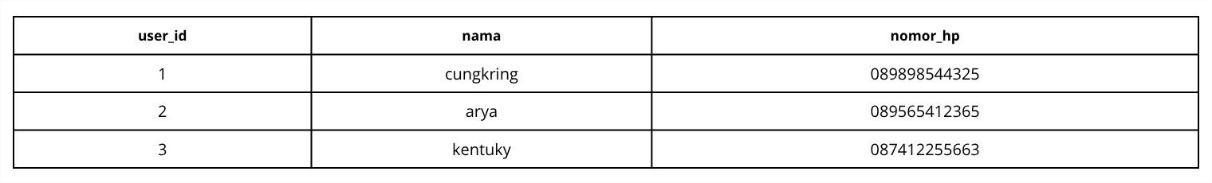 user_id nama nomor_hp
1 cungkring 089898544325
2 arya 089565412365
3 kentuky 087412255663